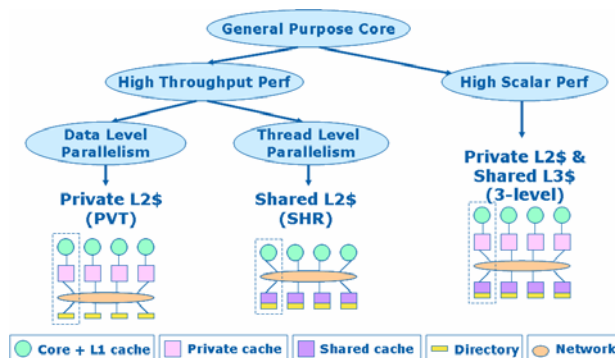 General Purpose Core
High Throughput Perf
High Scalar Perf
Data Level
Parallelism
Thread Level
Parallelism
Private L2$
(PVT)
Shared L2$
(SHR)
Private L2$ &
Shared L3$
(3-level)
Core + L1 cache
Private cache
Shared cache
Directory
Network